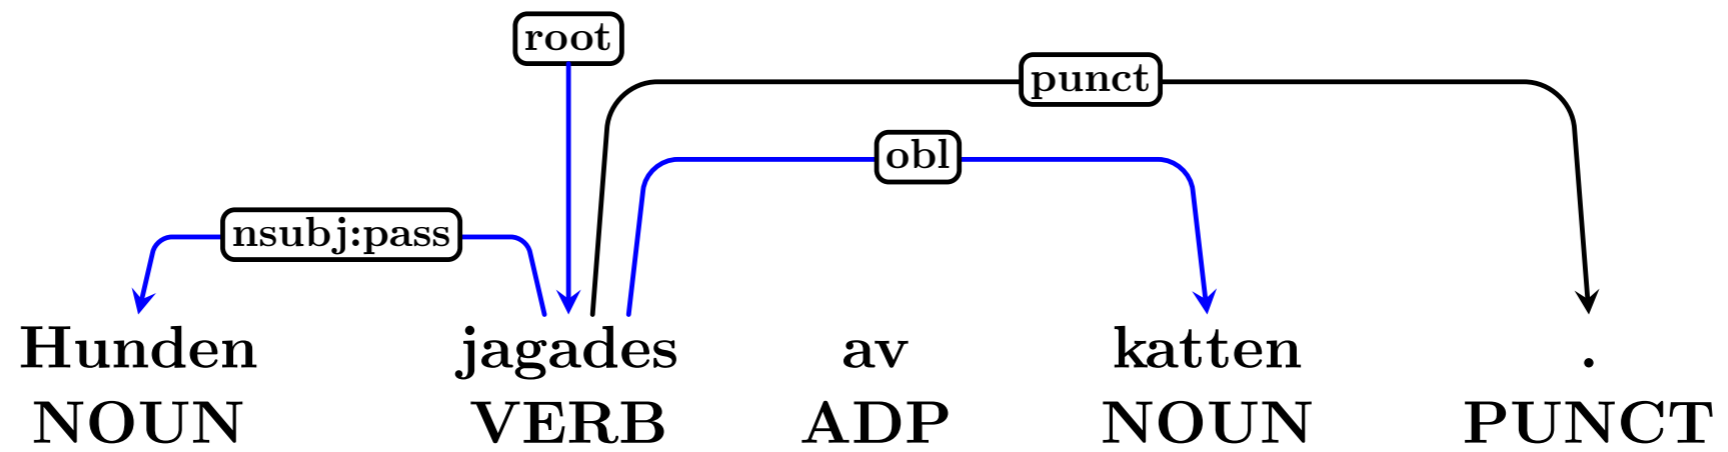 root
punct
obl
nsubj:pass
Hunden jagades av katten .
NOUN VERB ADP NOUN PUNCT